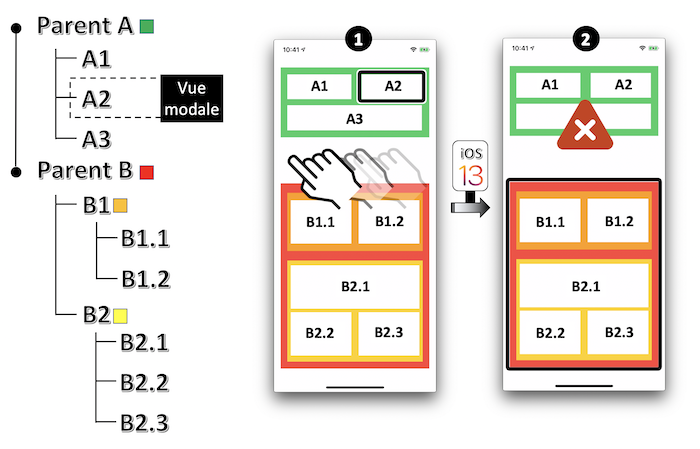 Parent A
A1
A2
Vue
modale
A3
Parent B
B1
B1.1
B1.2
B2
B2.1
B2.2
B2.3
1
10:41
A1
A2
A3
B1.1
B1.2
B2.1
B2.2
B2.3
iOS
13
2
10:41
A1
A2
B1.1
B1.2
B2.1
B2.2
B2.3